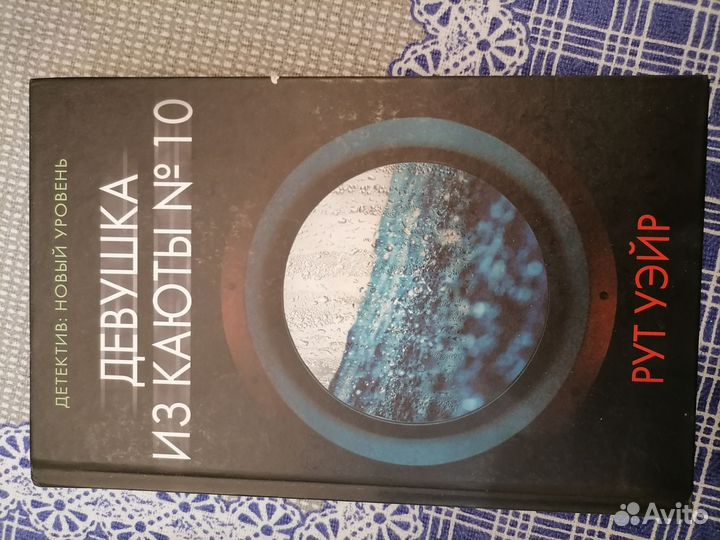 ДЕТЕКТИВ: НОВЫЙ УРОВЕНЬ
ДЕВУШКА
ИЗ КАЮТЫ № 10
РУТ УЭЙР
Avito